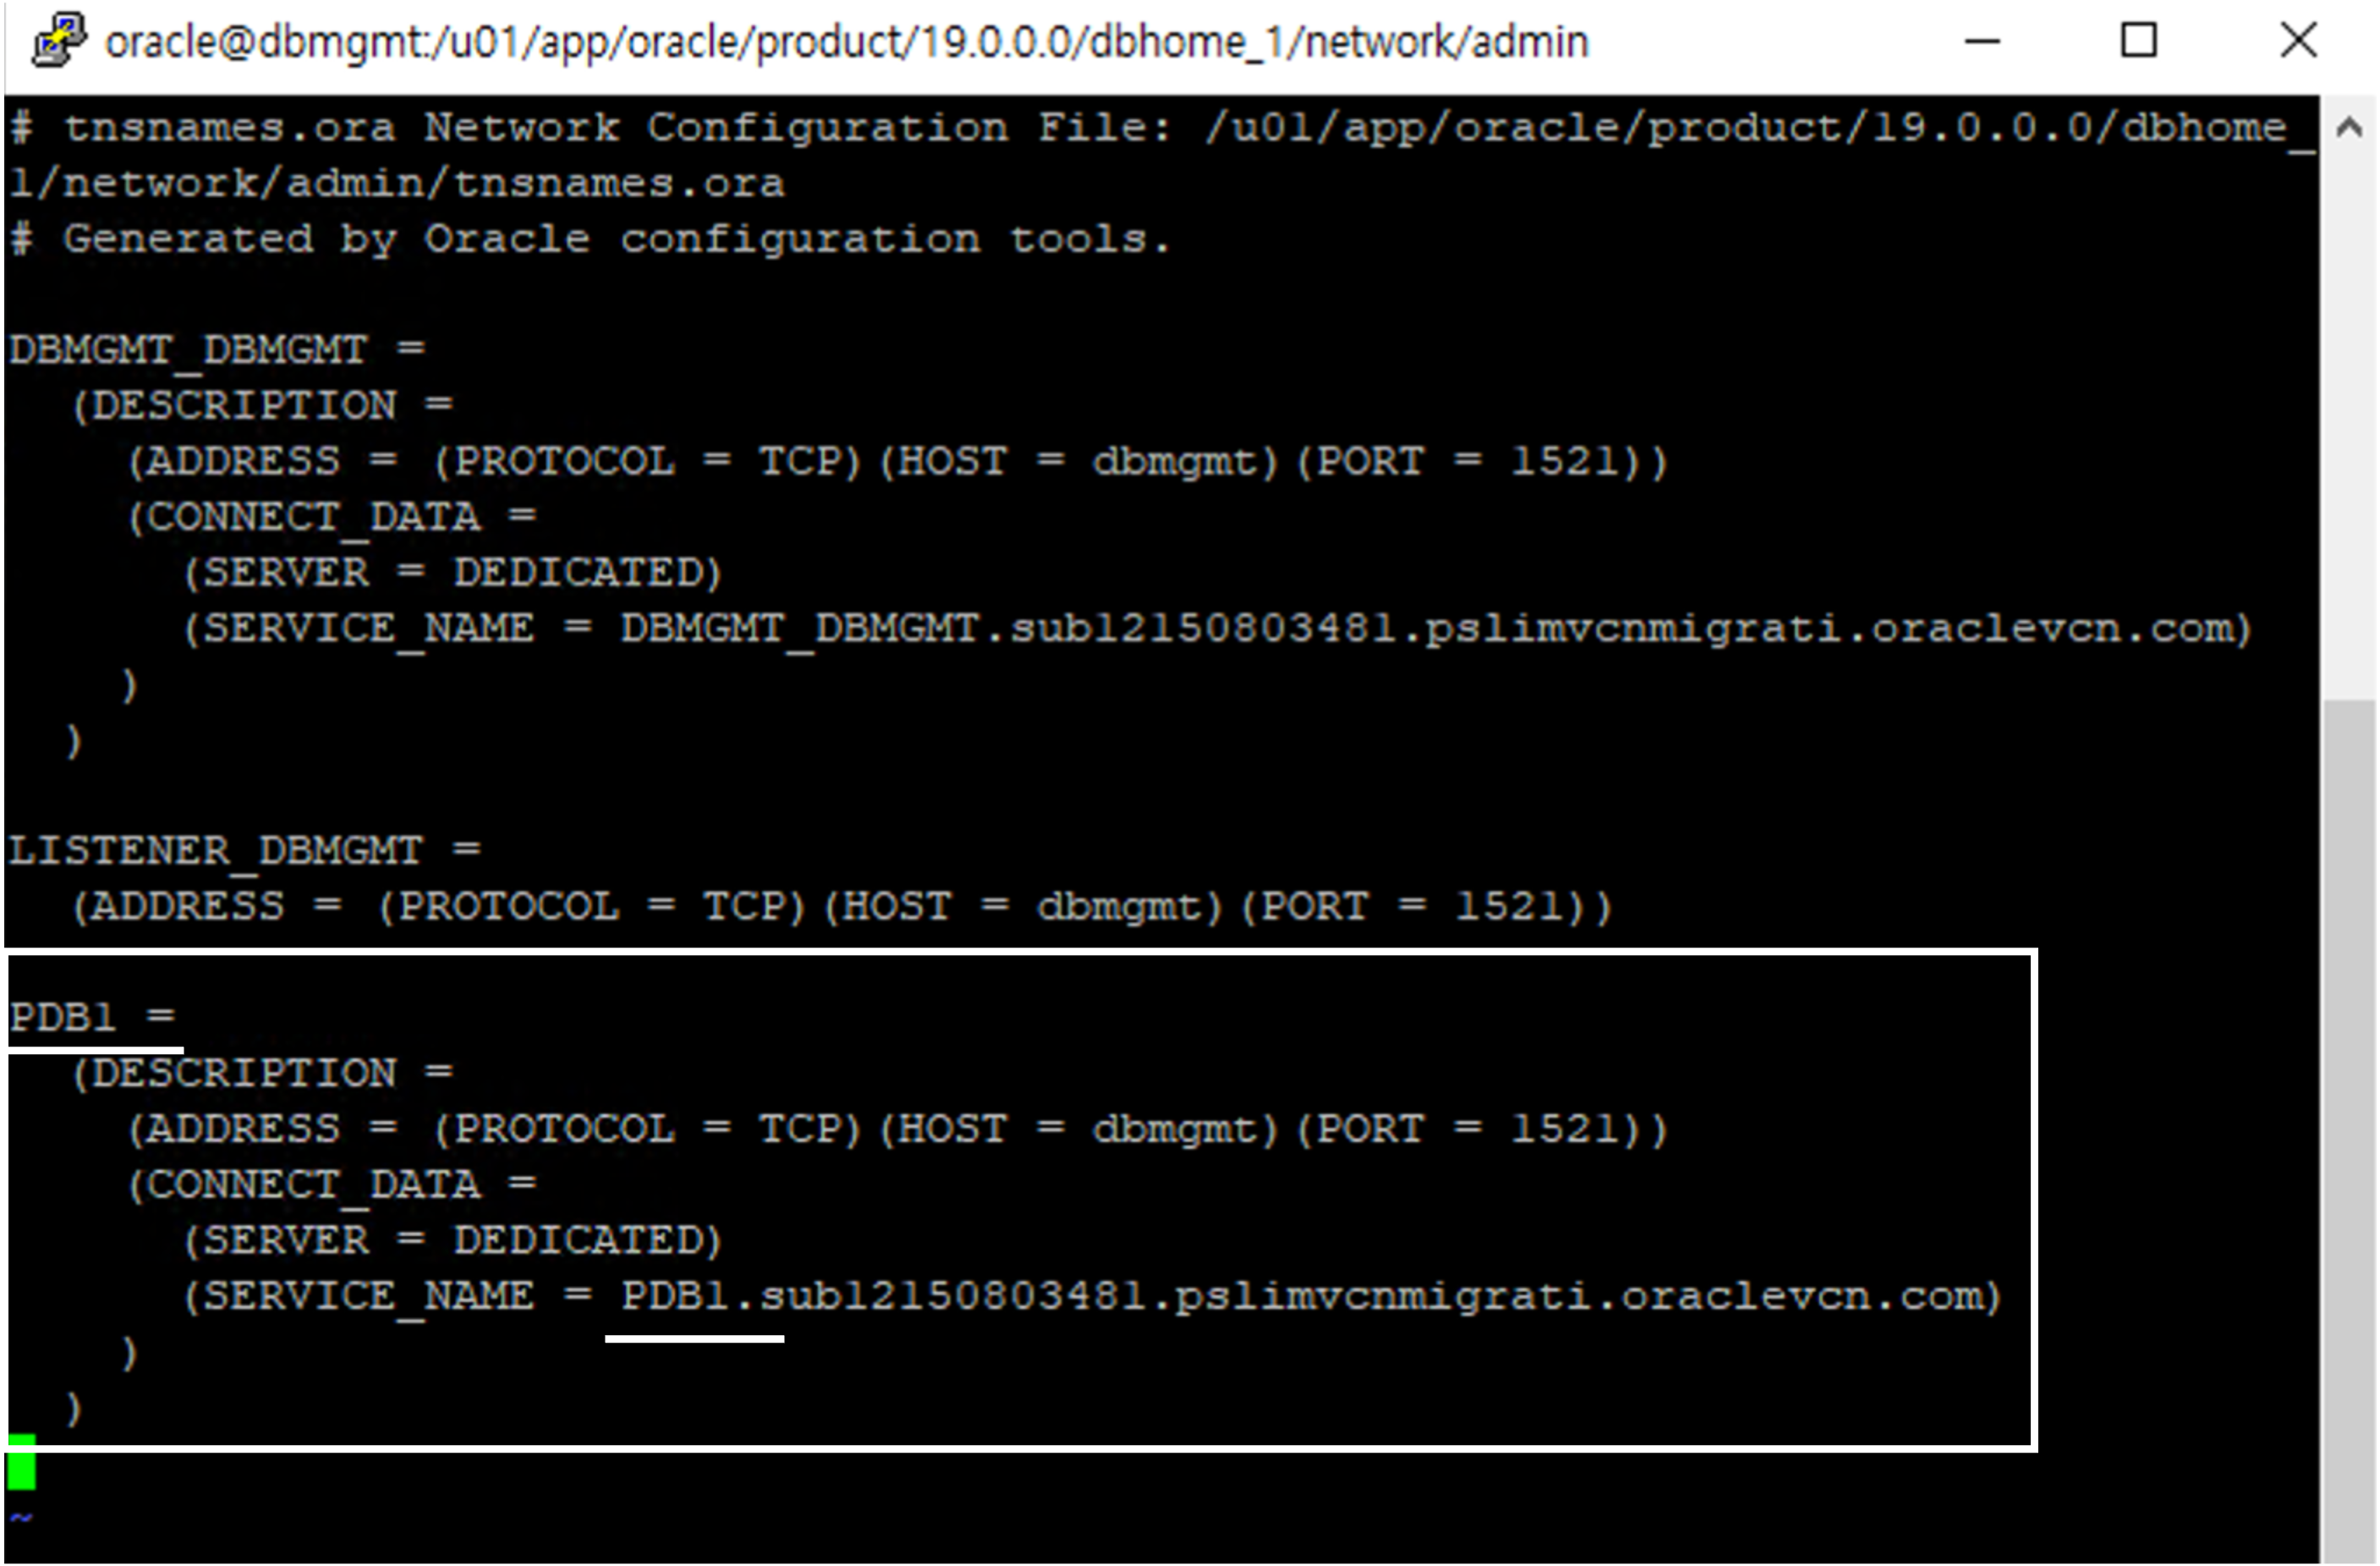 oracle@dbmgmt:/u01/app/oracle/product/19.0.0.0/dbhome_1/network/admin
# tnsnames.ora Network Configuration File: /u01/app/oracle/product/19.0.0.0/dbhome_
1/network/admin/tnsnames.ora
# Generated by Oracle configuration tools.
DBMGMT_DBMGMT =
(DESCRIPTION =
(ADDRESS = (PROTOCOL = TCP)(HOST = dbmgmt)(PORT = 1521))
(CONNECT_DATA =
(SERVER = DEDICATED)
(SERVICE_NAME = DBMGMT_DBMGMT.sub12150803481.pslimvcnmigrati.oraclevcn.com)
)
)
LISTENER_DBMGMT =
(ADDRESS = (PROTOCOL = TCP)(HOST = dbmgmt)(PORT = 1521))
PDB1 =
(DESCRIPTION =
(ADDRESS = (PROTOCOL = TCP)(HOST = dbmgmt)(PORT = 1521))
(CONNECT_DATA =
(SERVER = DEDICATED)
(SERVICE_NAME = PDB1.sub12150803481.pslimvcnmigrati.oraclevcn.com)
)
)
~